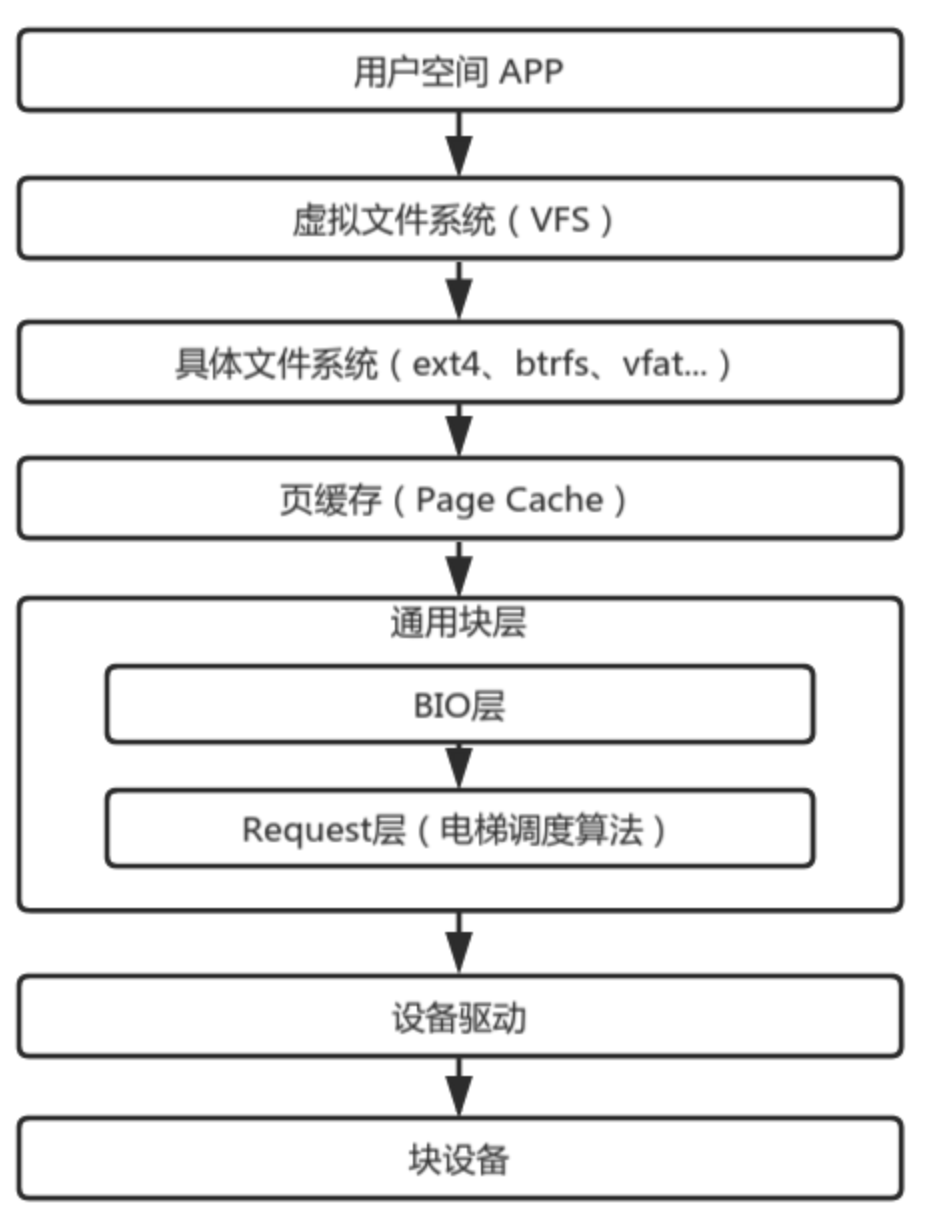 用户空间 APP
虚拟文件系统（VFS）
具体文件系统（ext4、btrfs、vfat...）
页缓存（Page Cache）
通用块层
BIO层
Request层（电梯调度算法）
设备驱动
块设备